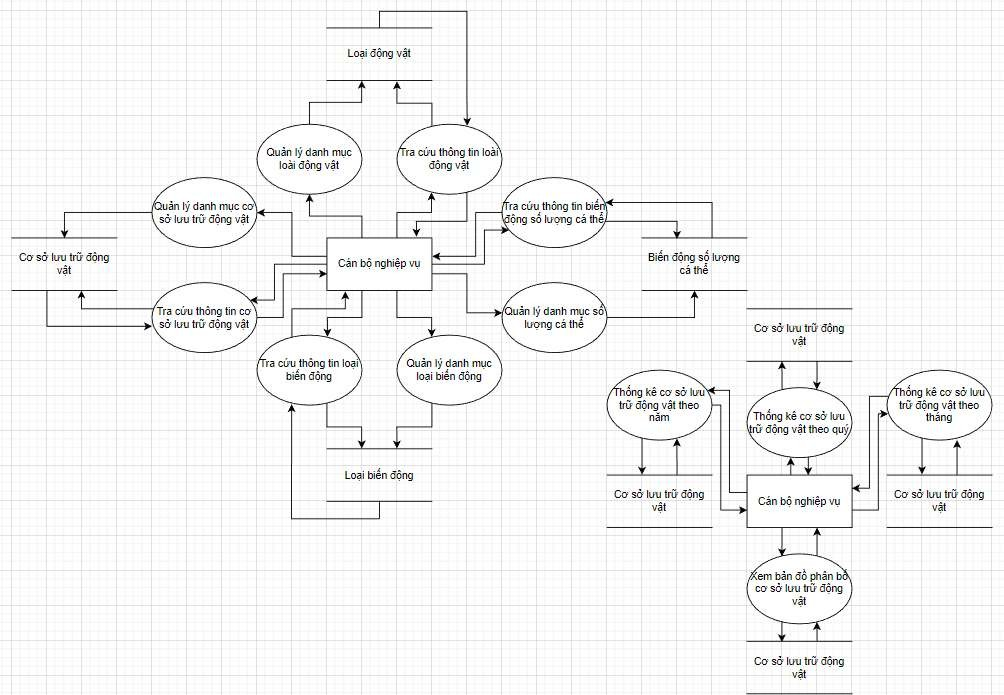 Loại động vật
Quản lý danh mục
loài động vật
Tra cứu thông tin loài
động vật
Quản lý danh mục cơ
sở lưu trữ động vật
Tra cứu thông tin biến
động số lượng cá thể
Cơ sở lưu trữ động
vật
Cán bộ nghiệp vụ
Biến động số lượng
cá thể
Tra cứu thông tin cơ
sở lưu trữ động vật
Quản lý danh mục số
lượng cá thể
Tra cứu thông tin loại
biến động
Quản lý danh mục
loại biến động
Loại biến động
Cơ sở lưu trữ động
vật
Thống kê cơ sở lưu
trữ động vật theo
năm
Thống kê cơ sở lưu
trữ động vật theo quý
Thống kê cơ sở lưu
trữ động vật theo
tháng
Cơ sở lưu trữ động
vật
Cán bộ nghiệp vụ
Cơ sở lưu trữ động
vật
Xem bản đồ phân bố
cơ sở lưu trữ động
vật
Cơ sở lưu trữ động
vật